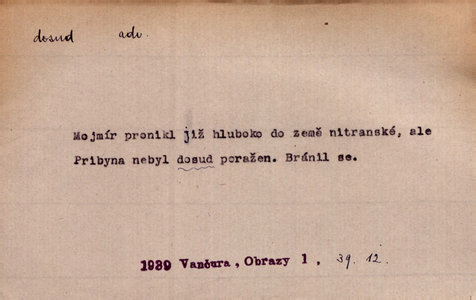 dosud adv.
Mojmír pronikl již hluboko do země nitranské, ale
Pribyna nebyl dosud poražen. Bránil se.
1939 Vančura, Obrazy 1, 39. 12.